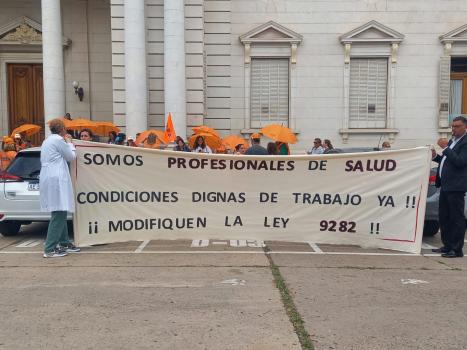 SOMOS PROFESIONALES DE SALUD
CONDICIONES DIGNAS DE TRABAJO YA !!
¡¡ MODIFIQUEN LA LEY 9282 !!